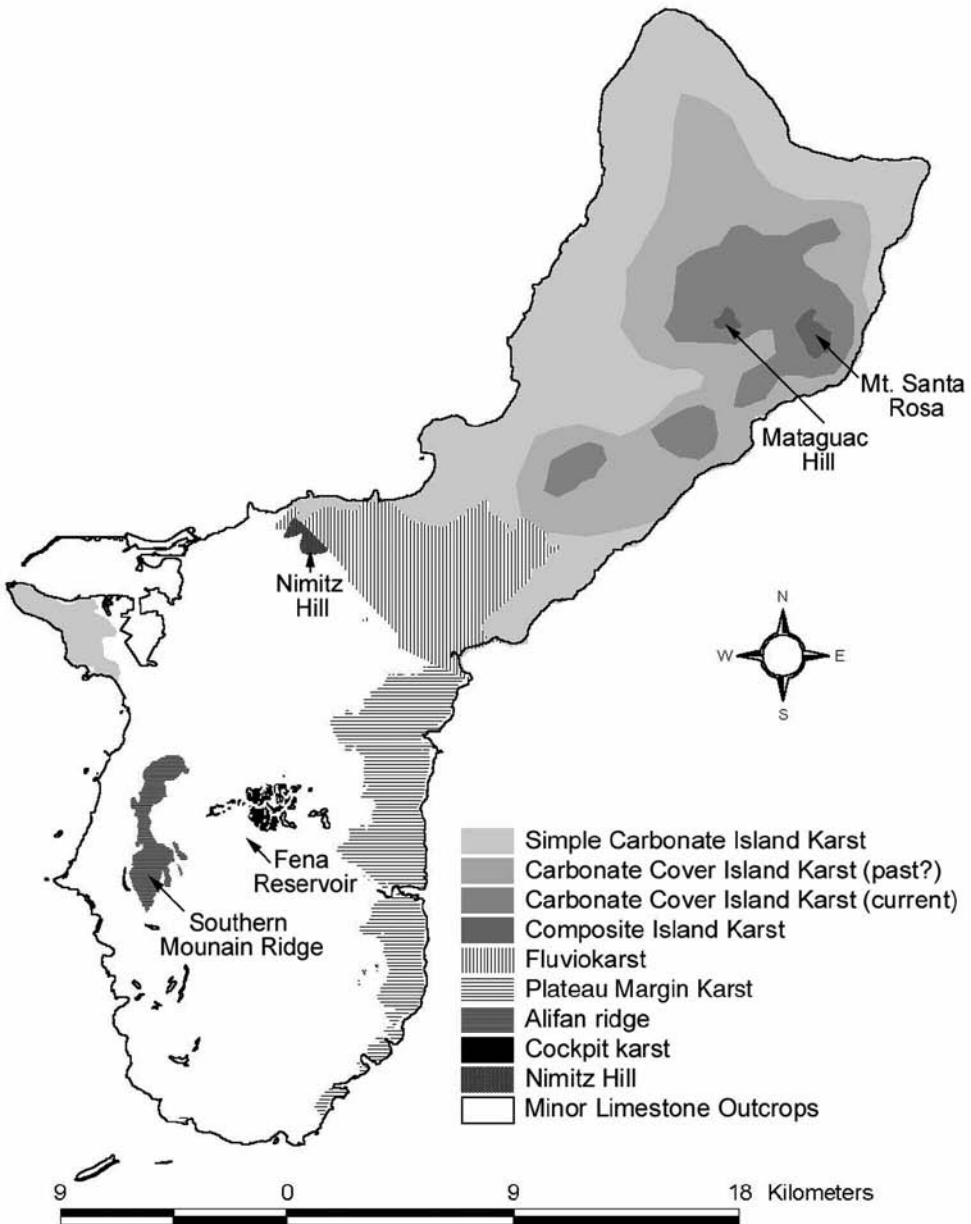 Mt. Santa
Rosa
Mataguac
Hill
Nimitz
Hill
N
W
E
S
Fena
Reservoir
Southern
Mounain Ridge
Simple Carbonate Island Karst
Carbonate Cover Island Karst (past?)
Carbonate Cover Island Karst (current)
Composite Island Karst
Fluviokarst
Plateau Margin Karst
Alifan ridge
Cockpit karst
Nimitz Hill
Minor Limestone Outcrops
9 0 9 18 Kilometers